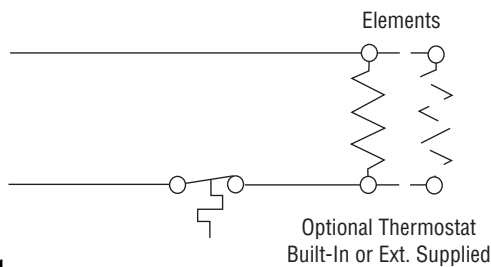 Elements
Optional Thermostat
Built-In or Ext. Supplied